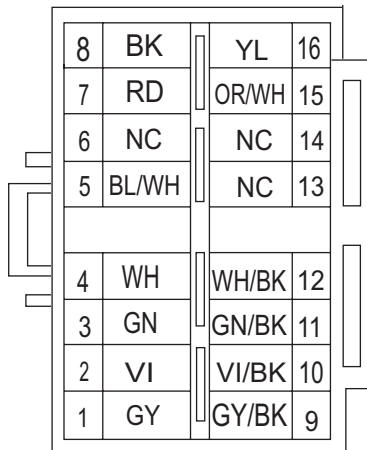 8 BK YL 16
7 RD OR/WH 15
6 NC NC 14
5 BL/WH NC 13
4 WH WH/BK 12
3 GN GN/BK 11
2 VI VI/BK 10
1 GY GY/BK 9